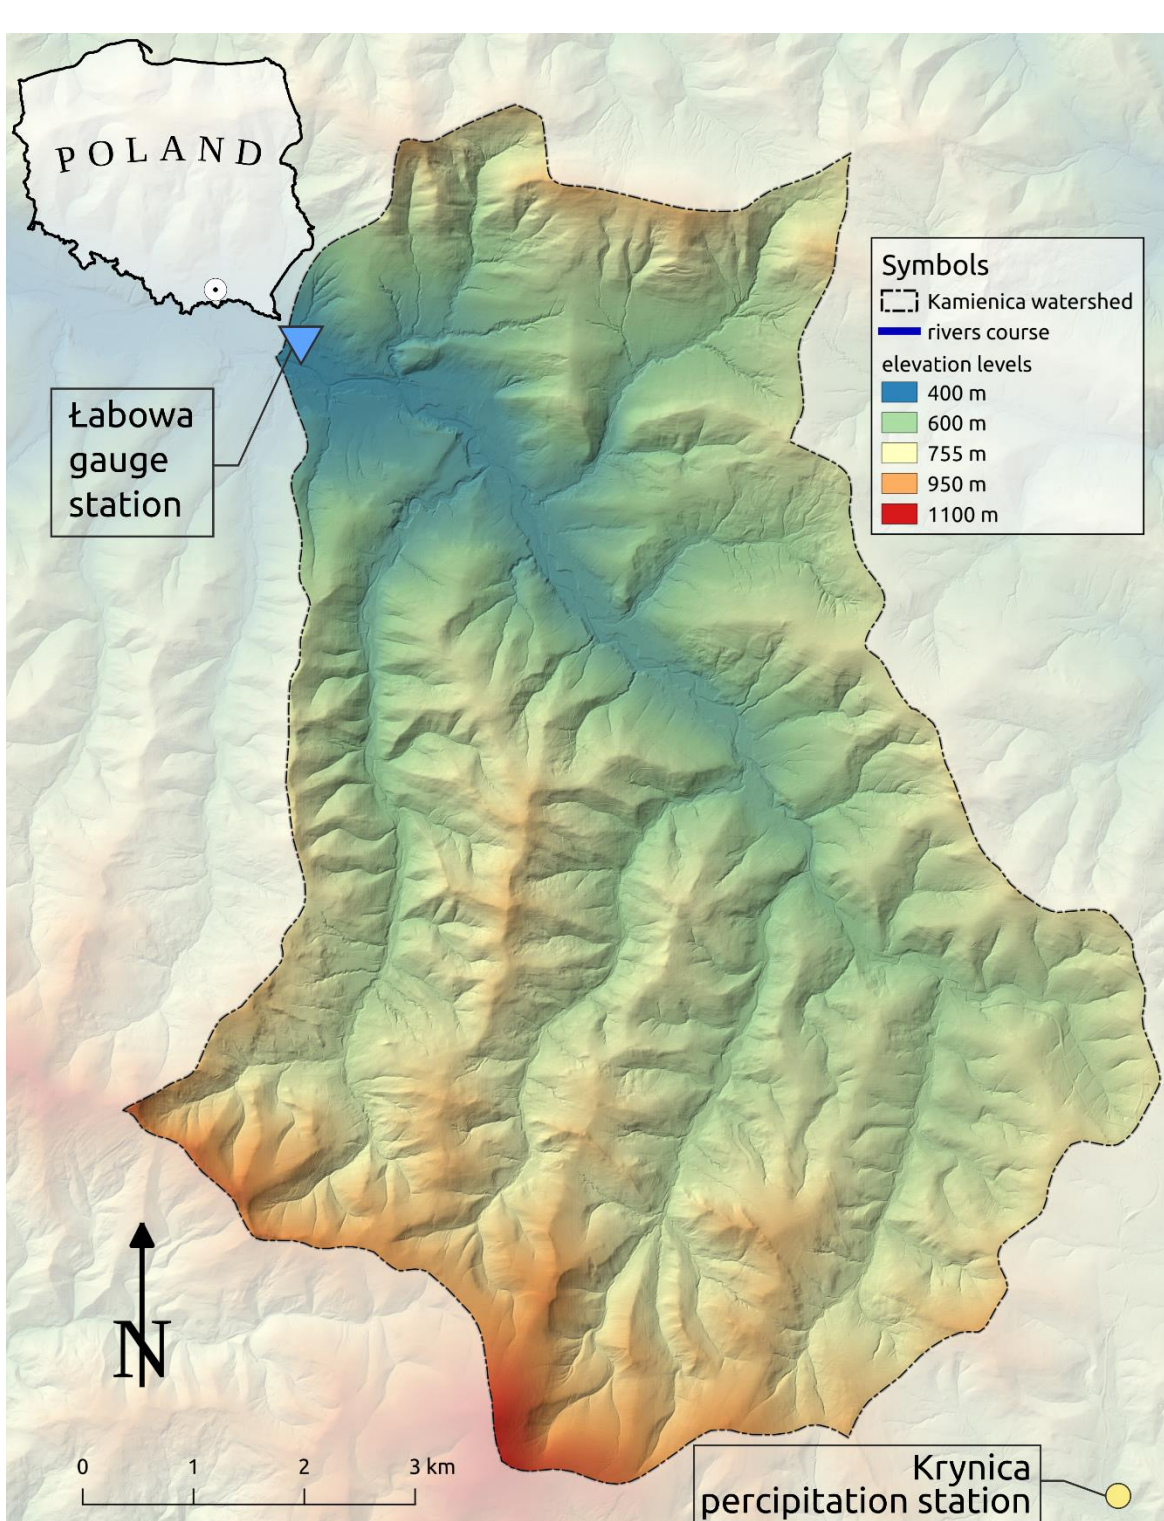 POLAND
Łabowa
gauge
station
Symbols
Kamienica watershed
rivers course
elevation levels
400 m
600 m
755 m
950 m
1100 m
N
0 1 2 3 km
Krynica
percipitation station